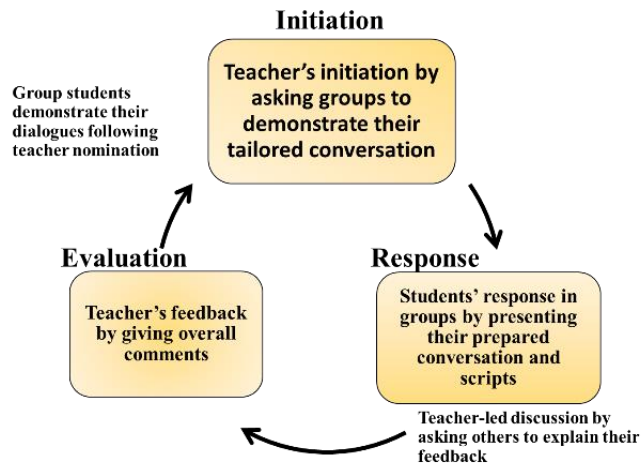 Initiation
Teacher's initiation by
asking groups to
demonstrate their
tailored conversation
Group students
demonstrate their
dialogues following
teacher nomination
Evaluation
Teacher's feedback
by giving overall
comments
Response
Students' response in
groups by presenting
their prepared
conversation and
scripts
Teacher-led discussion by
asking others to explain their
feedback